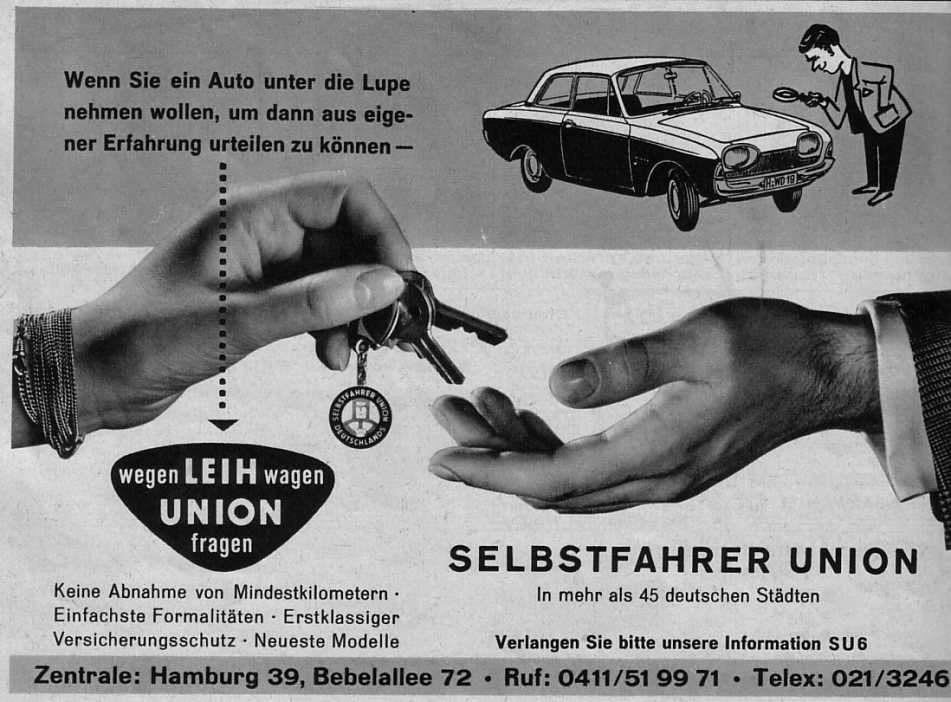 Wenn Sie ein Auto unter die Lupe
nehmen wollen, um dann aus eige-
ner Erfahrung urteilen zu können —
H-WD 19
SELBSTFAHRER UNION
DEUTSCHLANDS
wegen LEIH wagen
UNION
fragen
SELBSTFAHRER UNION
In mehr als 45 deutschen Städten
Keine Abnahme von Mindestkilometern ·
Einfachste Formalitäten · Erstklassiger
Versicherungsschutz · Neueste Modelle
Verlangen Sie bitte unsere Information SU6
Zentrale: Hamburg 39, Bebelallee 72 · Ruf: 0411/51 99 71 · Telex: 021/3246